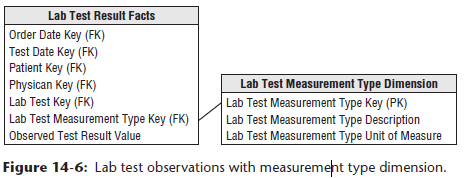 Lab Test Result Facts
Order Date Key (FK)
Test Date Key (FK)
Patient Key (FK)
Physican Key (FK)
Lab Test Key (FK)
Lab Test Measurement Type Key (FK)
Observed Test Result Value
Lab Test Measurement Type Dimension
Lab Test Measurement Type Key (PK)
Lab Test Measurement Type Description
Lab Test Measurement Type Unit of Measure
Figure 14-6: Lab test observations with measurement type dimension.